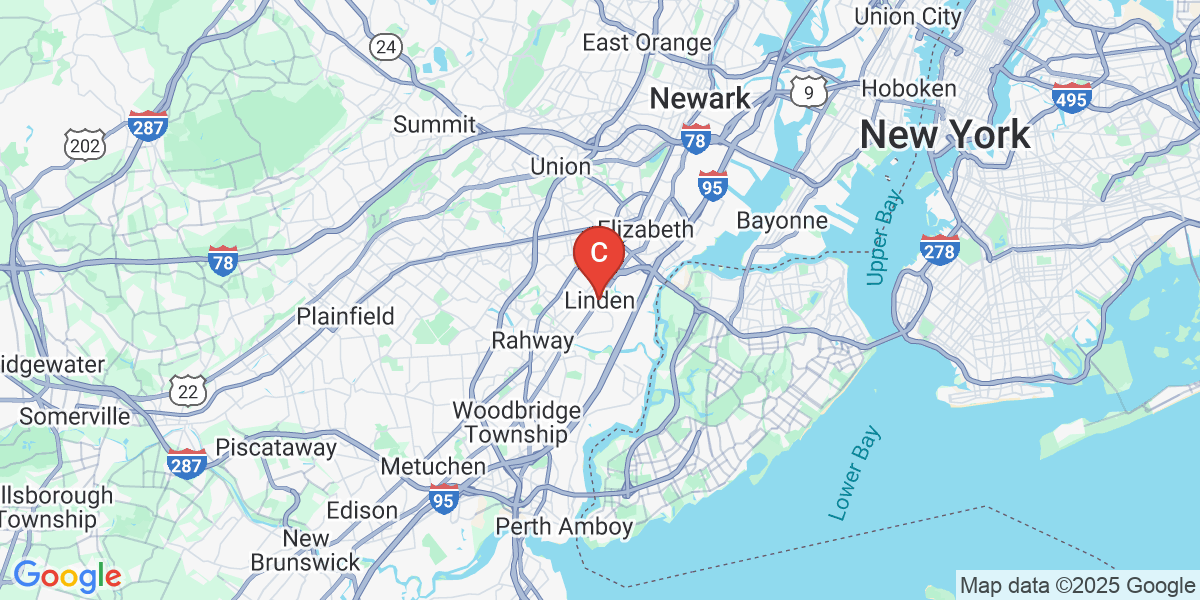 Union City
24
East Orange
9
Hoboken
Newark
495
Summit
287
New York
202
78
Union
95
Elizabeth
Bayonne
Upper Bay
C
278
78
Linden
Plainfield
Rahway
idgewater
22
Somerville
Woodbridge
Township
Piscataway
287
Metuchen
Lower Bay
llsborough
Township
95
Edison
Perth Amboy
New
Brunswick
Google
Map data ©2025 Google